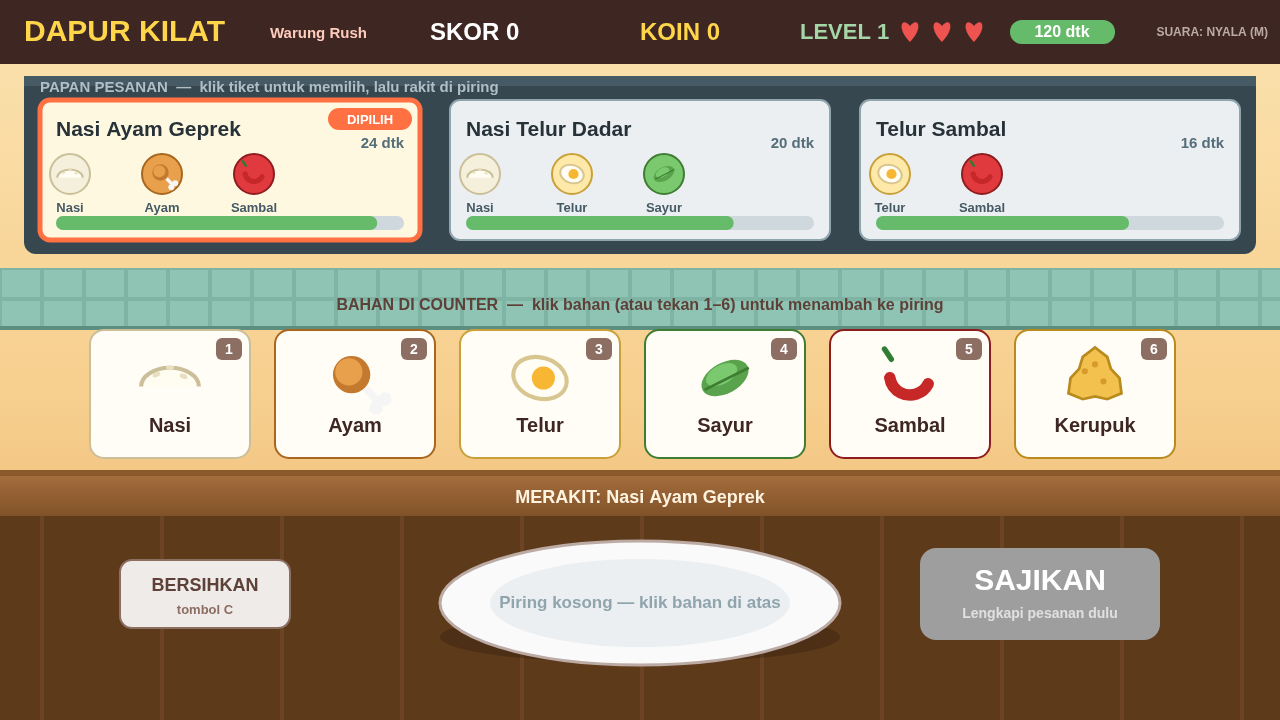 DAPUR KILAT
Warung Rush
SKOR 0
KOIN 0
LEVEL 1
120 dtk
SUARA: NYALA (M)
PAPAN PESANAN — klik tiket untuk memilih, lalu rakit di piring
Nasi Ayam Geprek
DIPILIH
24 dtk
Nasi
Ayam
Sambal
Nasi Telur Dadar
20 dtk
Nasi
Telur
Sayur
Telur Sambal
16 dtk
Telur
Sambal
BAHAN DI COUNTER — klik bahan (atau tekan 1–6) untuk menambah ke piring
1
Nasi
2
Ayam
3
Telur
4
Sayur
5
Sambal
6
Kerupuk
MERAKIT: Nasi Ayam Geprek
BERSIHKAN
tombol C
Piring kosong — klik bahan di atas
SAJIKAN
Lengkapi pesanan dulu